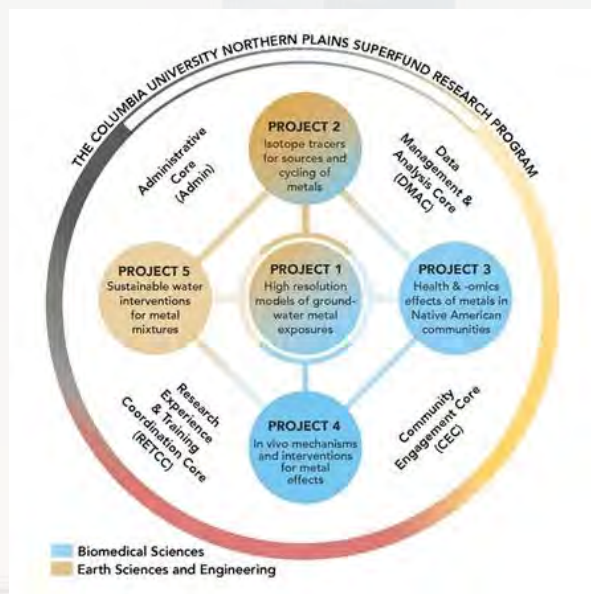 THE COLUMBIA UNIVERSITY NORTHERN PLAINS SUPERFUND RESEARCH PROGRAM
Administrative
Core
(Admin)
PROJECT 2
Isotope tracers
for sources and
cycling of
metals
Data
Management &
Analysis Core
(DMAC)
PROJECT 5
Sustainable water
interventions
for metal
mixtures
PROJECT 1
High resolution
models of ground-
water metal
exposures
PROJECT 3
Health & -omics
effects of metals in
Native American
communities
Research
Experience
& Training
Coordination Core
(RETCC)
PROJECT 4
In vivo mechanisms
and interventions
for metal
effects
Community
Engagement Core
(CEC)
Biomedical Sciences
Earth Sciences and Engineering